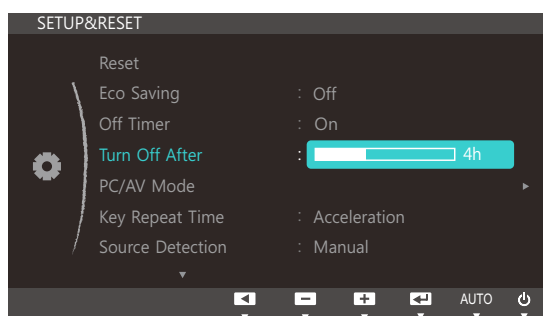 SETUP&RESET
Reset
Eco Saving : Off
Off Timer : On
Turn Off After : 4h
PC/AV Mode
Key Repeat Time : Acceleration
Source Detection : Manual
AUTO